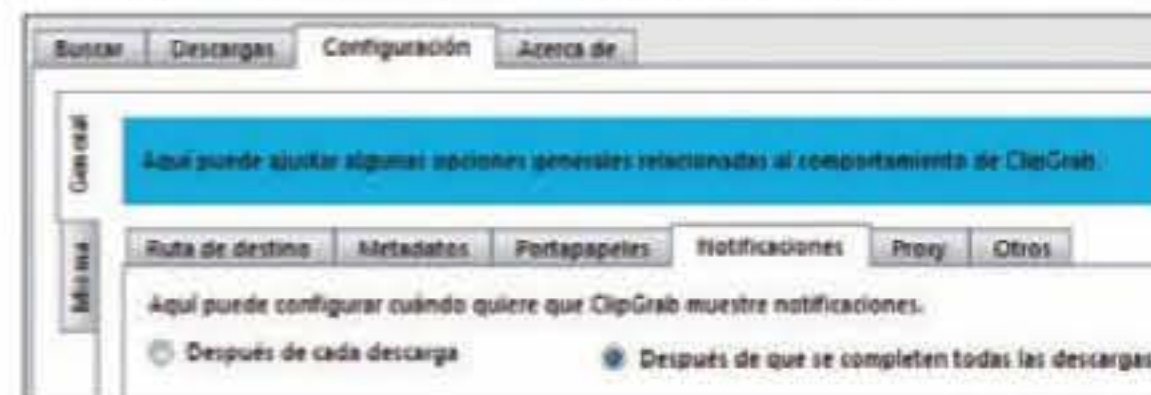 Buscar Descargas Configuración Acerca de
General
Aquí puede ajustar algunas opciones generales relacionadas al comportamiento de ClipGrab.
Idioma
Ruta de destino Metadatos Portapapeles Notificaciones Proxy Otros
Aquí puede configurar cuándo quiere que ClipGrab muestre notificaciones.
Después de cada descarga Después de que se completen todas las descargas